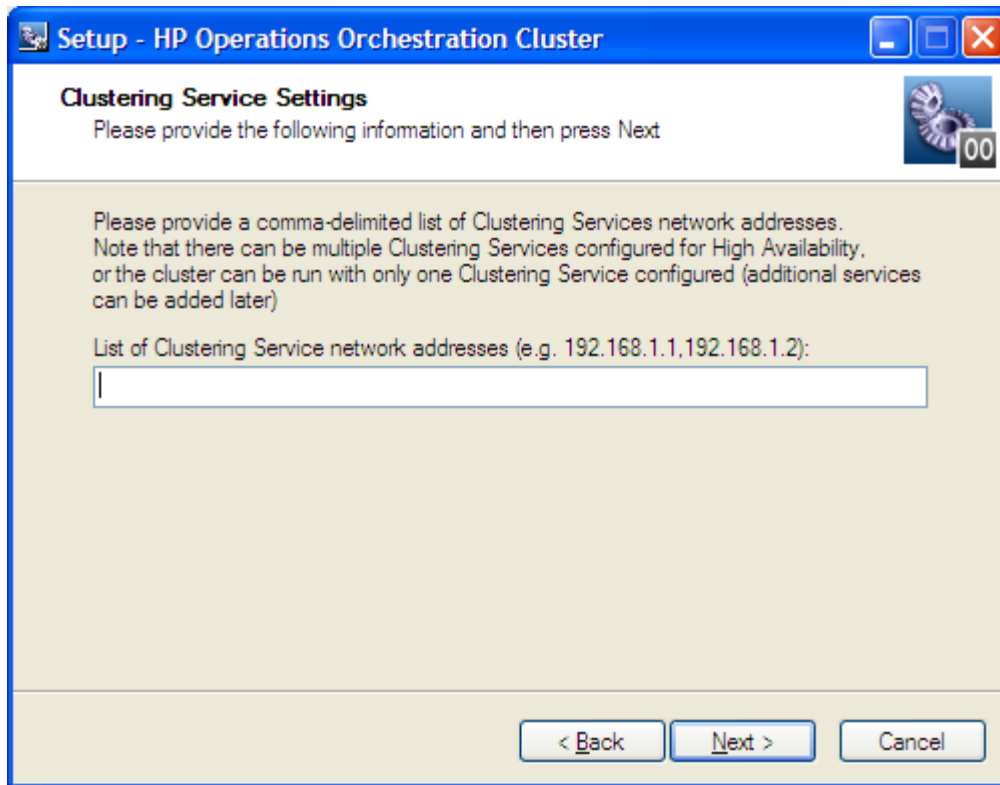 Setup - HP Operations Orchestration Cluster
Clustering Service Settings
Please provide the following information and then press Next
OO
Please provide a comma-delimited list of Clustering Services network addresses.
Note that there can be multiple Clustering Services configured for High Availability,
or the cluster can be run with only one Clustering Service configured (additional services
can be added later)
List of Clustering Service network addresses (e.g. 192.168.1.1,192.168.1.2):
< Back Next > Cancel